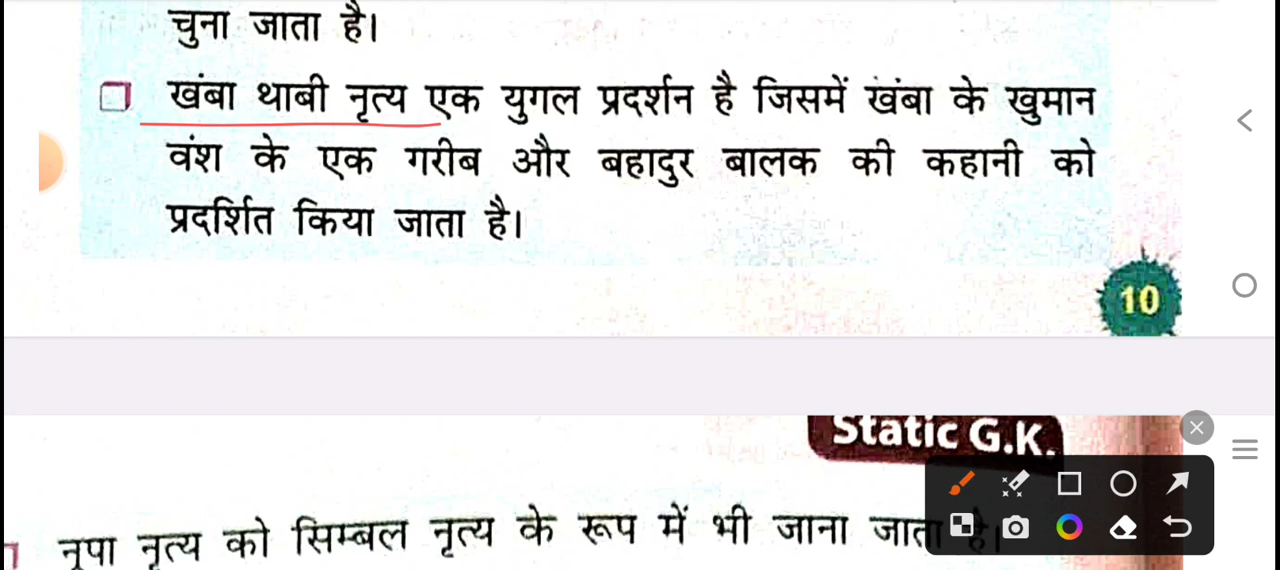 चुना जाता है।
खंबा थाबी नृत्य एक युगल प्रदर्शन है जिसमें खंबा के खुमान
वंश के एक गरीब और बहादुर बालक की कहानी को
प्रदर्शित किया जाता है।
10
Static G.K.
नूपा नृत्य को सिम्बल नृत्य के रूप में भी जाना जाता है।